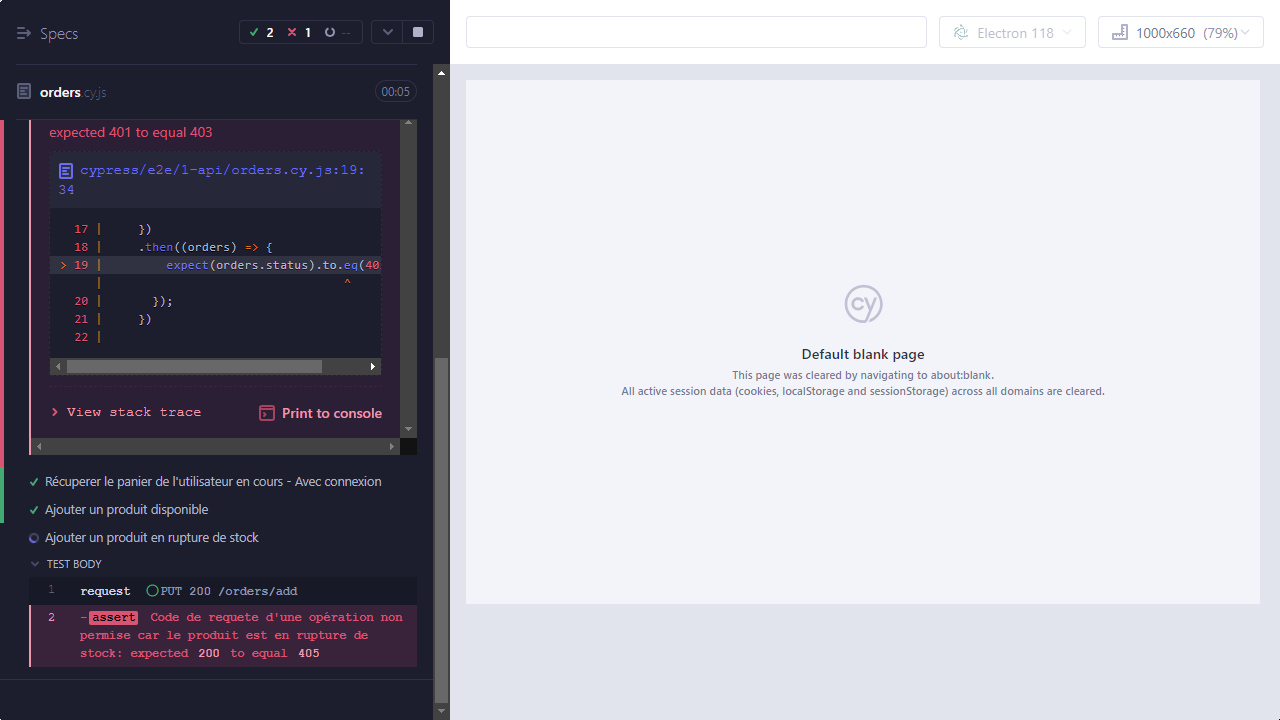 Specs
2
1
--
Electron 118
1000x660 (79%)
orders cy.js
00:05
expected 401 to equal 403
cypress/e2e/1-api/orders.cy.js:19:
34
17 | })
18 | .then((orders) => {
> 19 | expect(orders.status).to.eq(40
| ^
20 | });
21 | })
22 |
View stack trace
Print to console
Récuperer le panier de l'utilisateur en cours - Avec connexion
Ajouter un produit disponible
Ajouter un produit en rupture de stock
TEST BODY
1 request PUT 200 /orders/add
2 -assert Code de requete d'une opération non
permise car le produit est en rupture de
stock: expected 200 to equal 405
cy
Default blank page
This page was cleared by navigating to about:blank.
All active session data (cookies, localStorage and sessionStorage) across all domains are cleared.